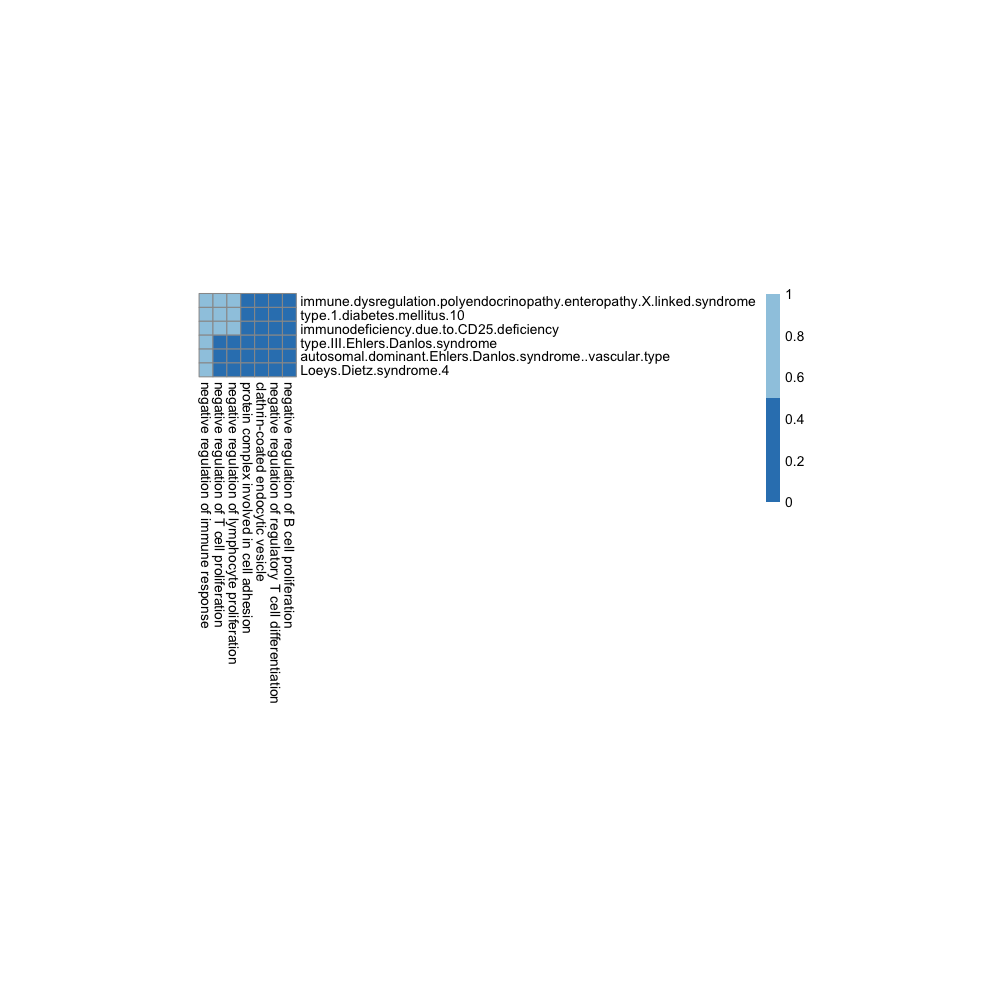 immune.dysregulation.polyendocrinopathy.enteropathy.X.linked.syndrome
type.1.diabetes.mellitus.10
immunodeficiency.due.to.CD25.deficiency
type.III.Ehlers.Danlos.syndrome
autosomal.dominant.Ehlers.Danlos.syndrome..vascular.type
Loeys.Dietz.syndrome.4
negative regulation of immune response
negative regulation of T cell proliferation
negative regulation of lymphocyte proliferation
protein complex involved in cell adhesion
clathrin-coated endocytic vesicle
negative regulation of regulatory T cell differentiation
negative regulation of B cell proliferation
1
0.8
0.6
0.4
0.2
0